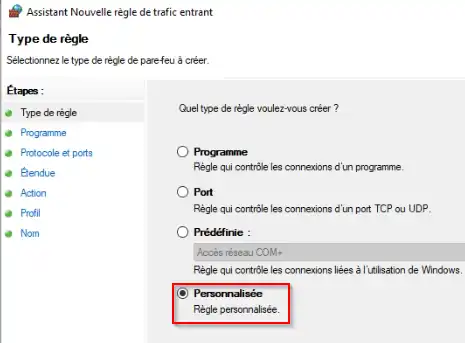 Assistant Nouvelle règle de trafic entrant
Type de règle
Sélectionnez le type de règle de pare-feu à créer.
Étapes :
Type de règle
Programme
Protocole et ports
Étendue
Action
Profil
Nom
Quel type de règle voulez-vous créer ?
Programme
Règle qui contrôle les connexions d'un programme.
Port
Règle qui contrôle les connexions d'un port TCP ou UDP.
Prédéfinie :
Accès réseau COM+
Règle qui contrôle les connexions liées à l'utilisation de Windows.
Personnalisée
Règle personnalisée.